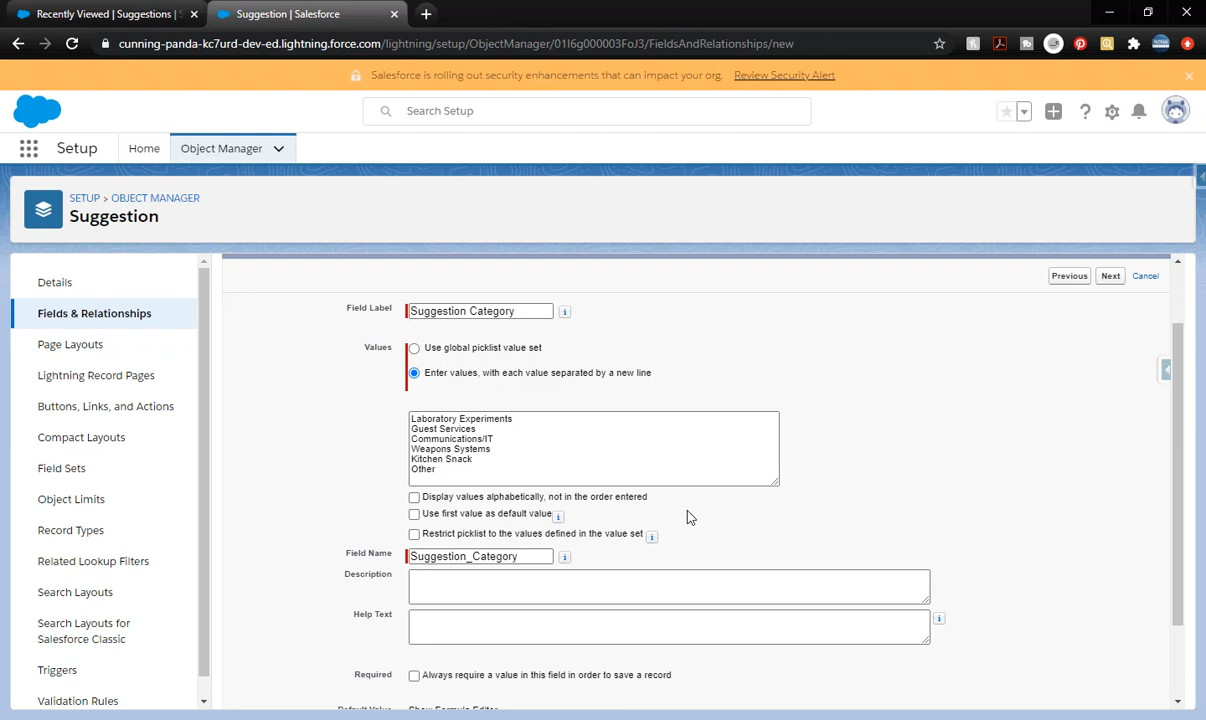 Recently Viewed | Suggestions | S
Suggestion | Salesforce
cunning-panda-kc7urd-dev-ed.lightning.force.com/lightning/setup/ObjectManager/01I6g000003FoJ3/FieldsAndRelationships/new
Salesforce is rolling out security enhancements that can impact your org. Review Security Alert
Search Setup
Setup
Home
Object Manager
SETUP > OBJECT MANAGER
Suggestion
Details
Fields & Relationships
Page Layouts
Lightning Record Pages
Buttons, Links, and Actions
Compact Layouts
Field Sets
Object Limits
Record Types
Related Lookup Filters
Search Layouts
Search Layouts for
Salesforce Classic
Triggers
Validation Rules
Previous Next Cancel
Field Label Suggestion Category
Values Use global picklist value set
Enter values, with each value separated by a new line
Laboratory Experiments
Guest Services
Communications/IT
Weapons Systems
Kitchen Snack
Other
Display values alphabetically, not in the order entered
Use first value as default value
Restrict picklist to the values defined in the value set
Field Name Suggestion_Category
Description
Help Text
Required Always require a value in this field in order to save a record
Default Value Show Formula Editor